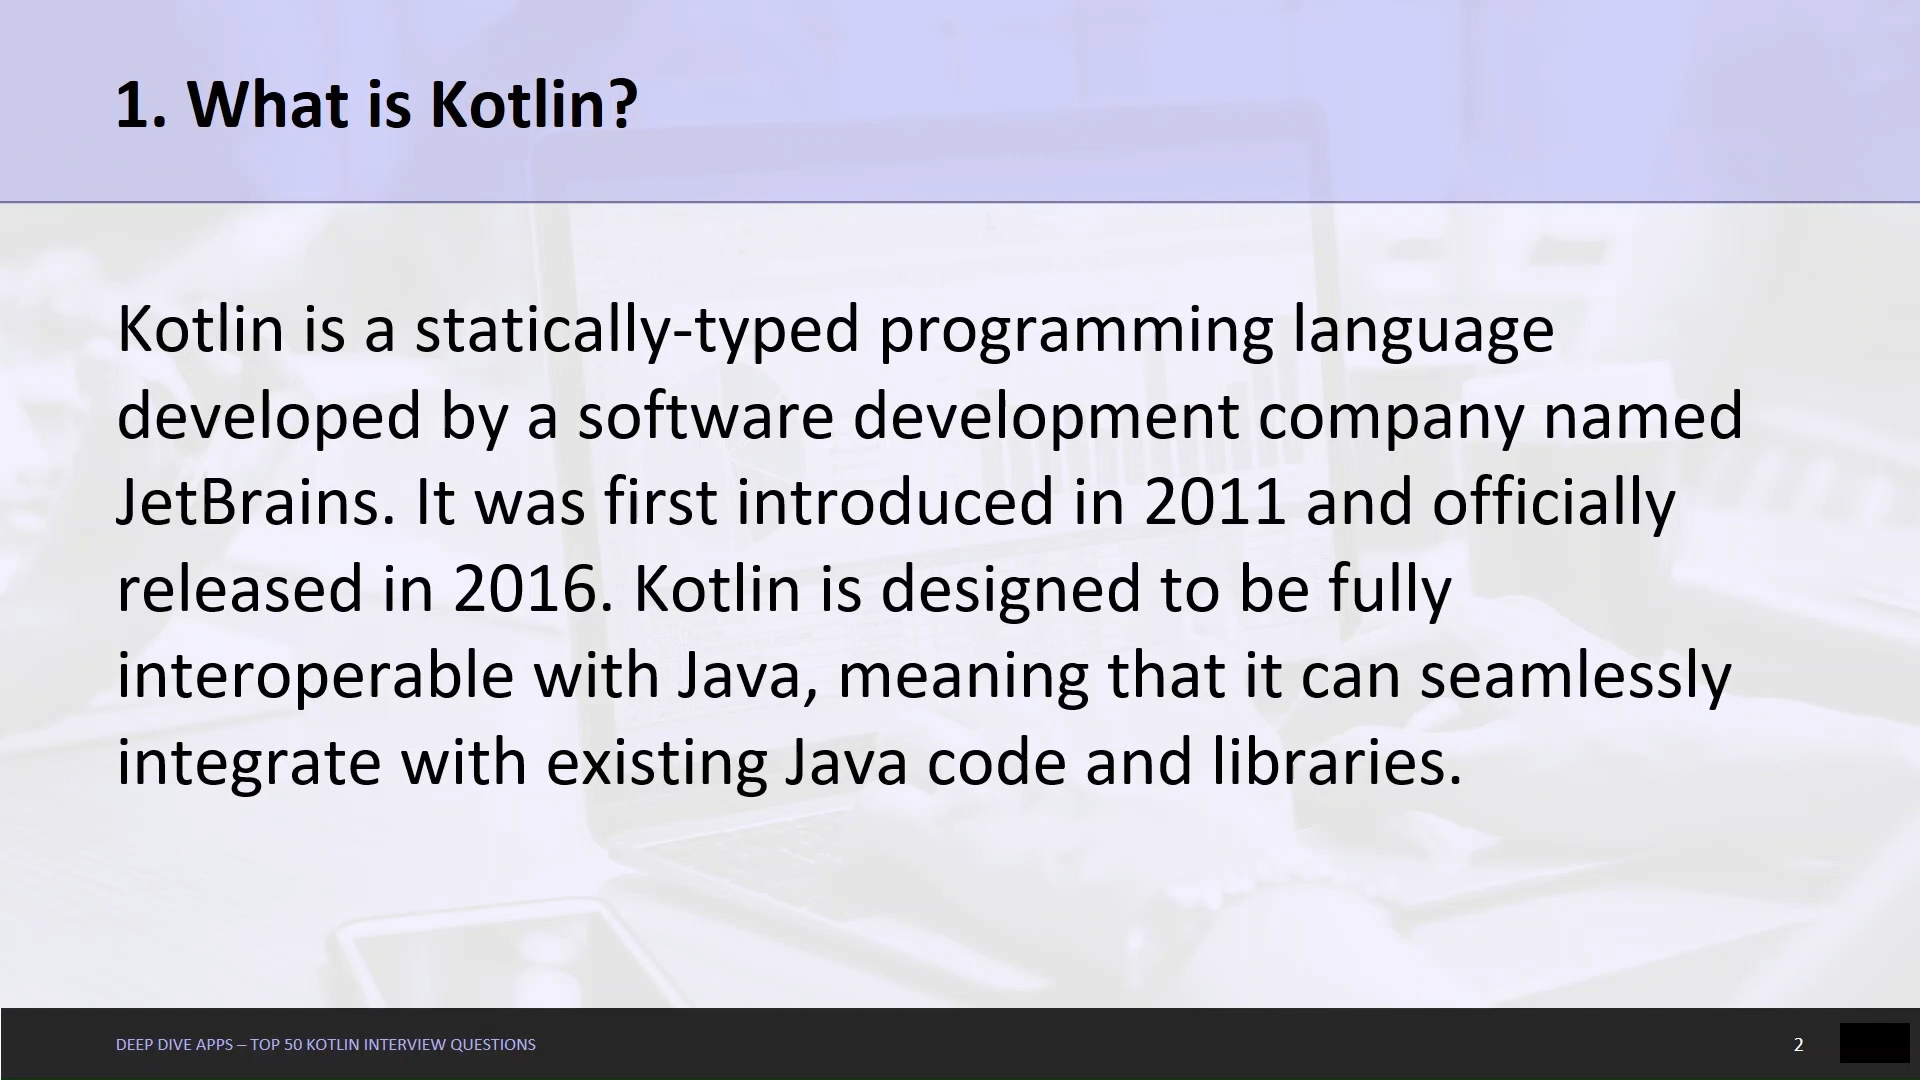 1. What is Kotlin?
Kotlin is a statically-typed programming language
developed by a software development company named
JetBrains. It was first introduced in 2011 and officially
released in 2016. Kotlin is designed to be fully
interoperable with Java, meaning that it can seamlessly
integrate with existing Java code and libraries.
DEEP DIVE APPS – TOP 50 KOTLIN INTERVIEW QUESTIONS
2